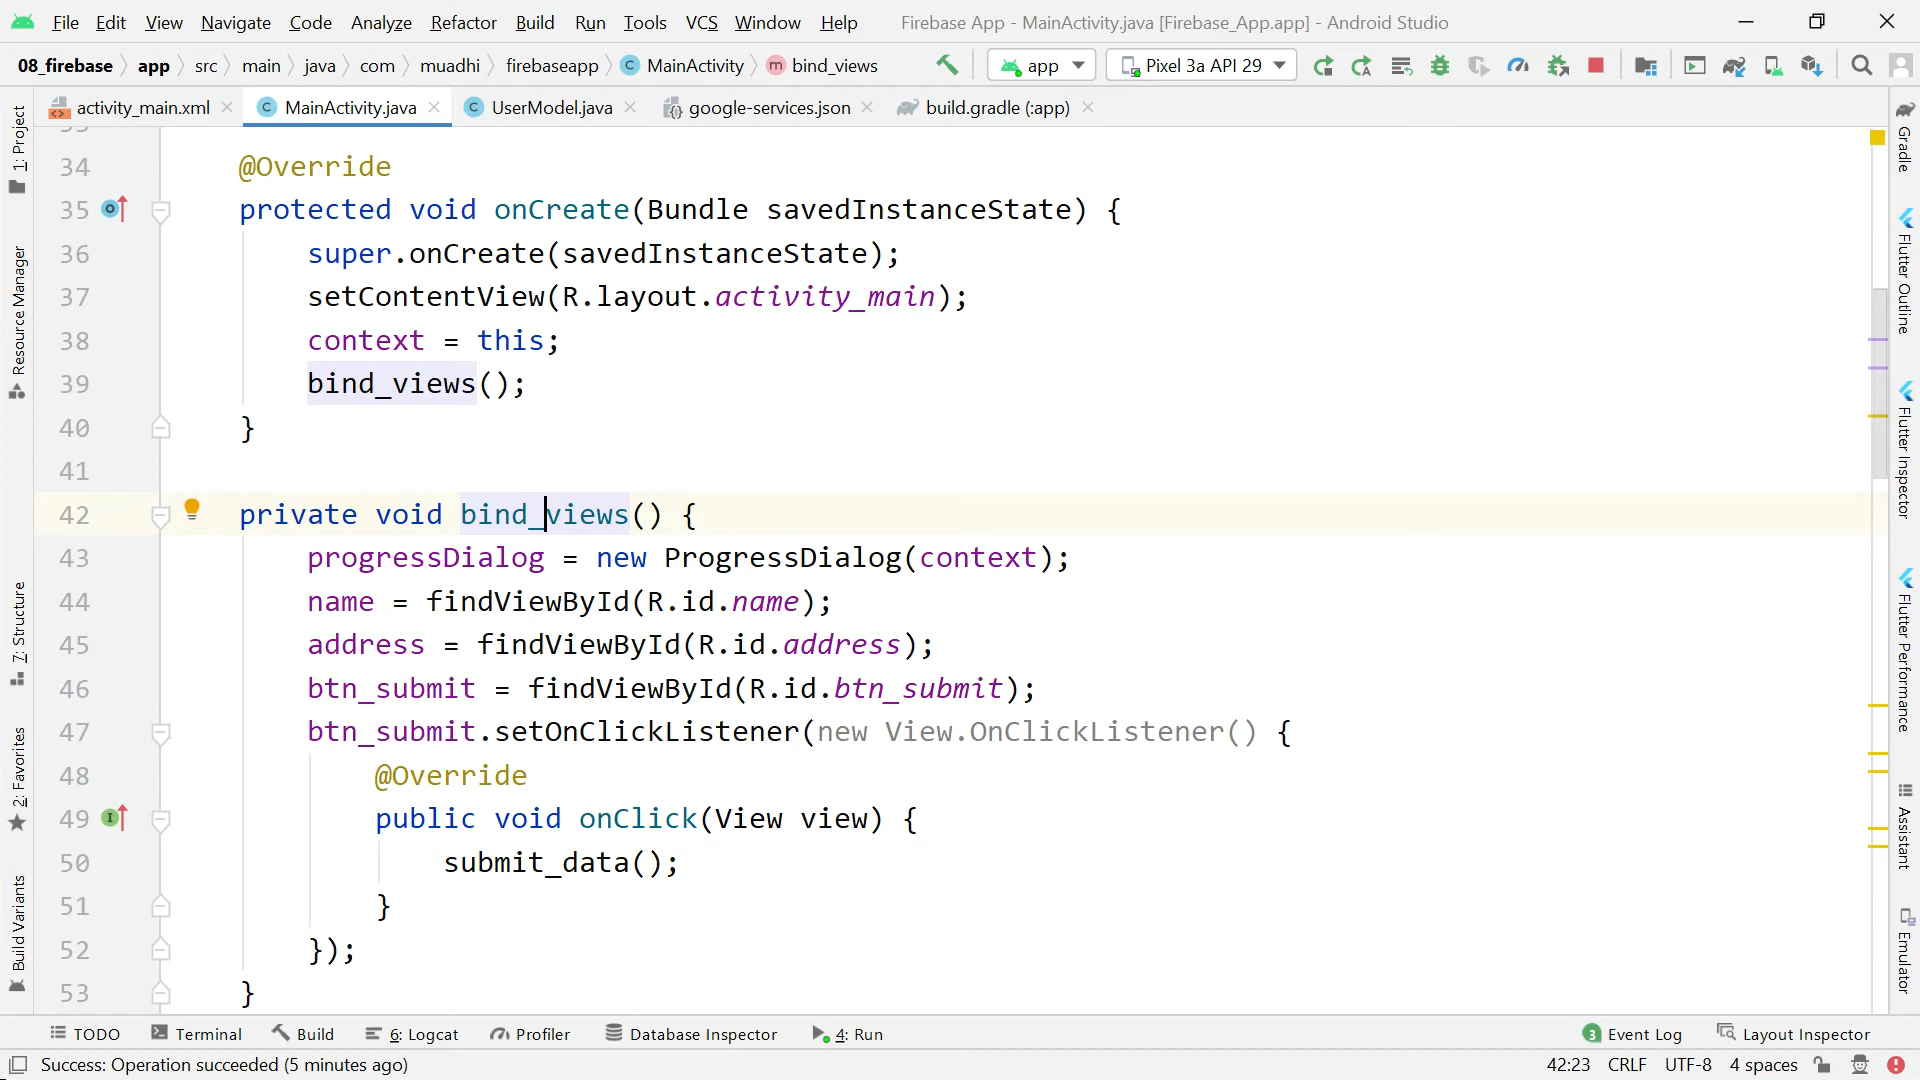 File Edit View Navigate Code Analyze Refactor Build Run Tools VCS Window Help Firebase App - MainActivity.java [Firebase_App.app] - Android Studio
08_firebase app src main java com muadhi firebaseapp C MainActivity m bind_views app Pixel 3a API 29
activity_main.xml C MainActivity.java C UserModel.java google-services.json build.gradle (:app)
1: Project
Resource Manager
7: Structure
2: Favorites
Build Variants
34 @Override
35 protected void onCreate(Bundle savedInstanceState) {
36 super.onCreate(savedInstanceState);
37 setContentView(R.layout.activity_main);
38 context = this;
39 bind_views();
40 }
41
42 private void bind_views() {
43 progressDialog = new ProgressDialog(context);
44 name = findViewById(R.id.name);
45 address = findViewById(R.id.address);
46 btn_submit = findViewById(R.id.btn_submit);
47 btn_submit.setOnClickListener(new View.OnClickListener() {
48 @Override
49 public void onClick(View view) {
50 submit_data();
51 }
52 });
53 }
Gradle
Flutter Outline
Flutter Inspector
Flutter Performance
Assistant
Emulator
TODO Terminal Build 6: Logcat Profiler Database Inspector 4: Run 3 Event Log Layout Inspector
Success: Operation succeeded (5 minutes ago) 42:23 CRLF UTF-8 4 spaces